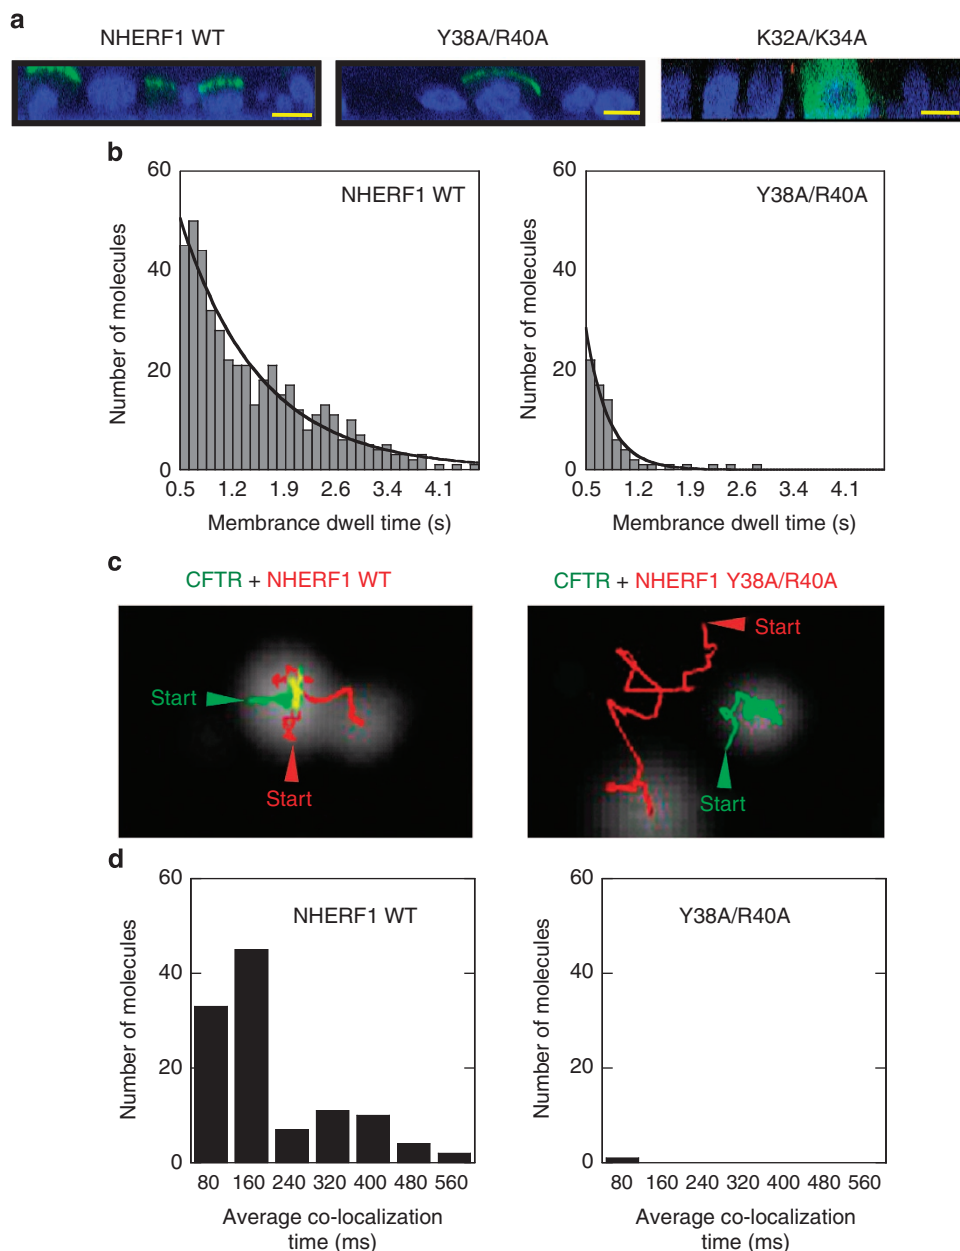 a
NHERF1 WT
Y38A/R40A
K32A/K34A
b
60
40
20
0
Number of molecules
NHERF1 WT
0.5 1.2 1.9 2.6 3.4 4.1
Membrance dwell time (s)
60
40
20
0
Number of molecules
Y38A/R40A
0.5 1.2 1.9 2.6 3.4 4.1
Membrance dwell time (s)
c
CFTR + NHERF1 WT
Start
Start
CFTR + NHERF1 Y38A/R40A
Start
Start
d
60
40
20
0
Number of molecules
NHERF1 WT
80 160 240 320 400 480 560
Average co-localization
time (ms)
60
40
20
0
Number of molecules
Y38A/R40A
80 160 240 320 400 480 560
Average co-localization
time (ms)